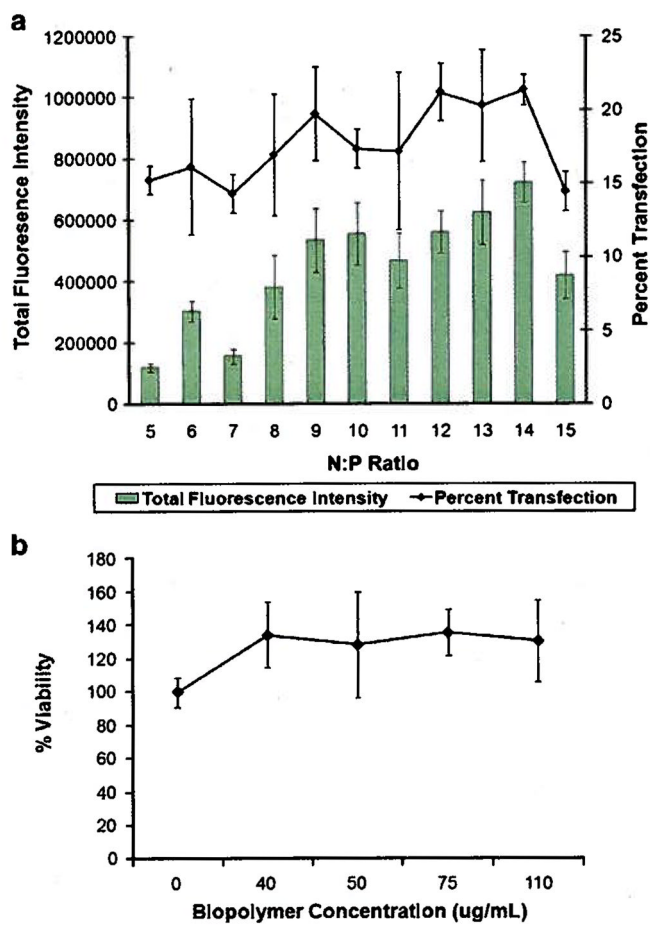 a
Total Fluoresence Intensity
1200000
1000000
800000
600000
400000
200000
0
25
20
15
10
5
0
Percent Transfection
5 6 7 8 9 10 11 12 13 14 15
N:P Ratio
Total Fluorescence Intensity Percent Transfection
b
% Viability
180
160
140
120
100
80
60
40
20
0
0 40 50 75 110
Biopolymer Concentration (ug/mL)